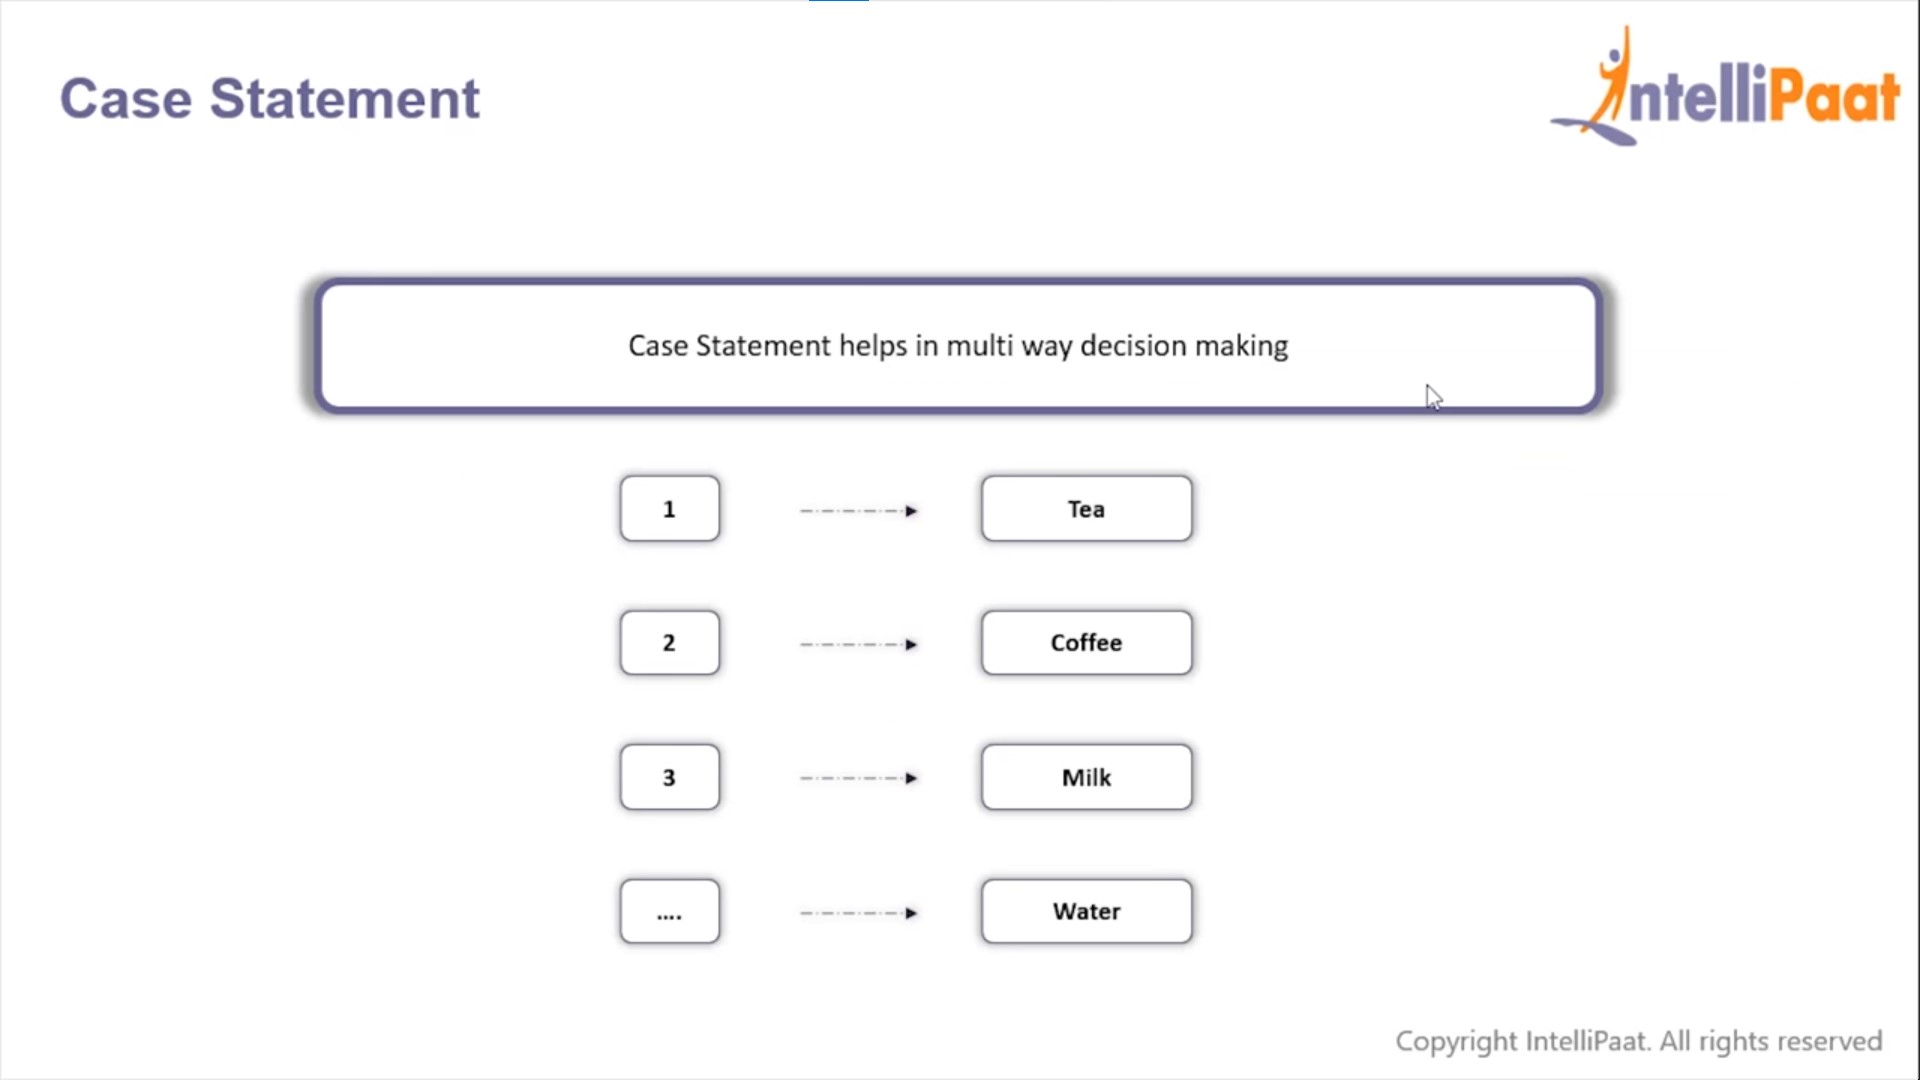 Case Statement
IntelliPaat
Case Statement helps in multi way decision making
1 Tea
2 Coffee
3 Milk
.... Water
Copyright IntelliPaat. All rights reserved